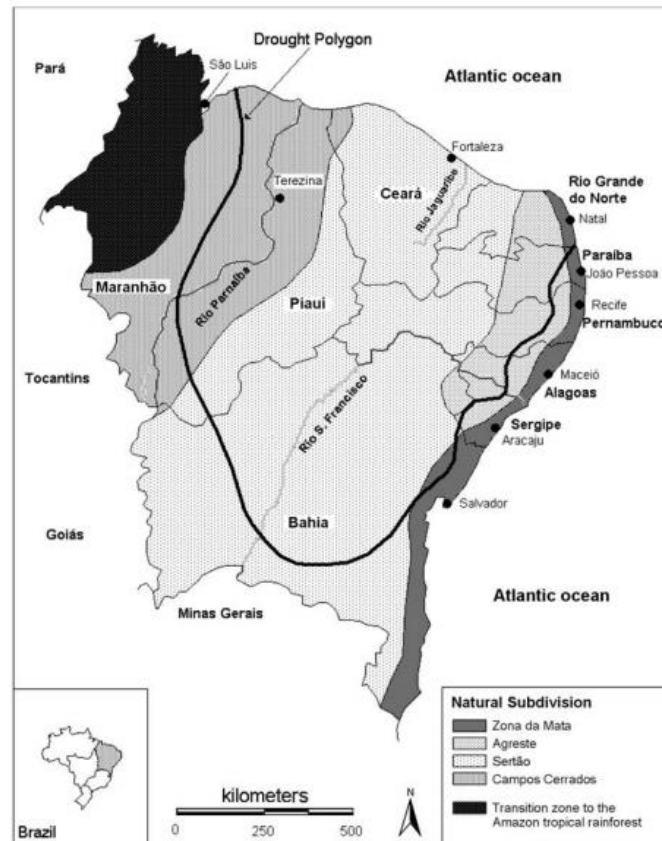 Drought Polygon
Pará
São Luis
Atlantic ocean
Fortaleza
Terezina
Ceará
Rio Jaguaribe
Rio Grande
do Norte
Natal
Maranhão
Rio Parnaíba
Piaui
Paraíba
João Pessoa
Recife
Pernambuco
Tocantins
Rio S. Francisco
Maceió
Alagoas
Sergipe
Aracaju
Salvador
Goiás
Bahia
Atlantic ocean
Minas Gerais
Natural Subdivision
Zona da Mata
Agreste
Sertão
Campos Cerrados
Transition zone to the
Amazon tropical rainforest
kilometers
0 250 500
N
Brazil